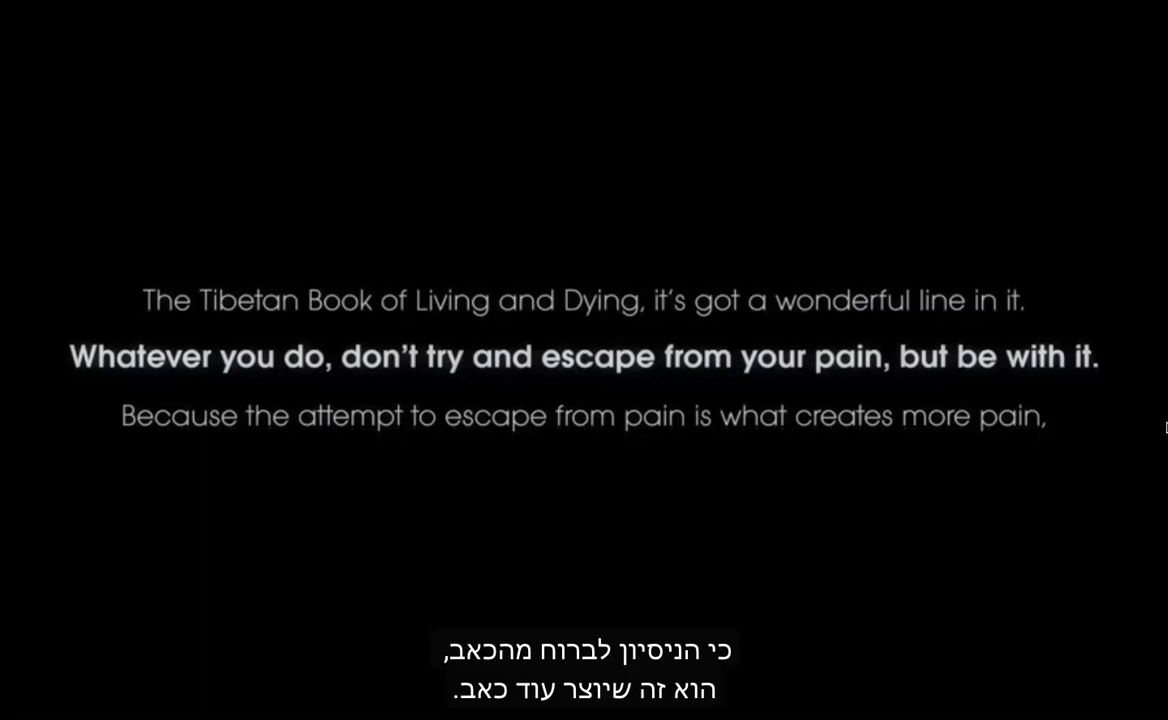 The Tibetan Book of Living and Dying, it's got a wonderful line in it.
Whatever you do, don't try and escape from your pain, but be with it.
Because the attempt to escape from pain is what creates more pain,
כי הניסיון לברוח מהכאב,
הוא זה שיוצר עוד כאב.